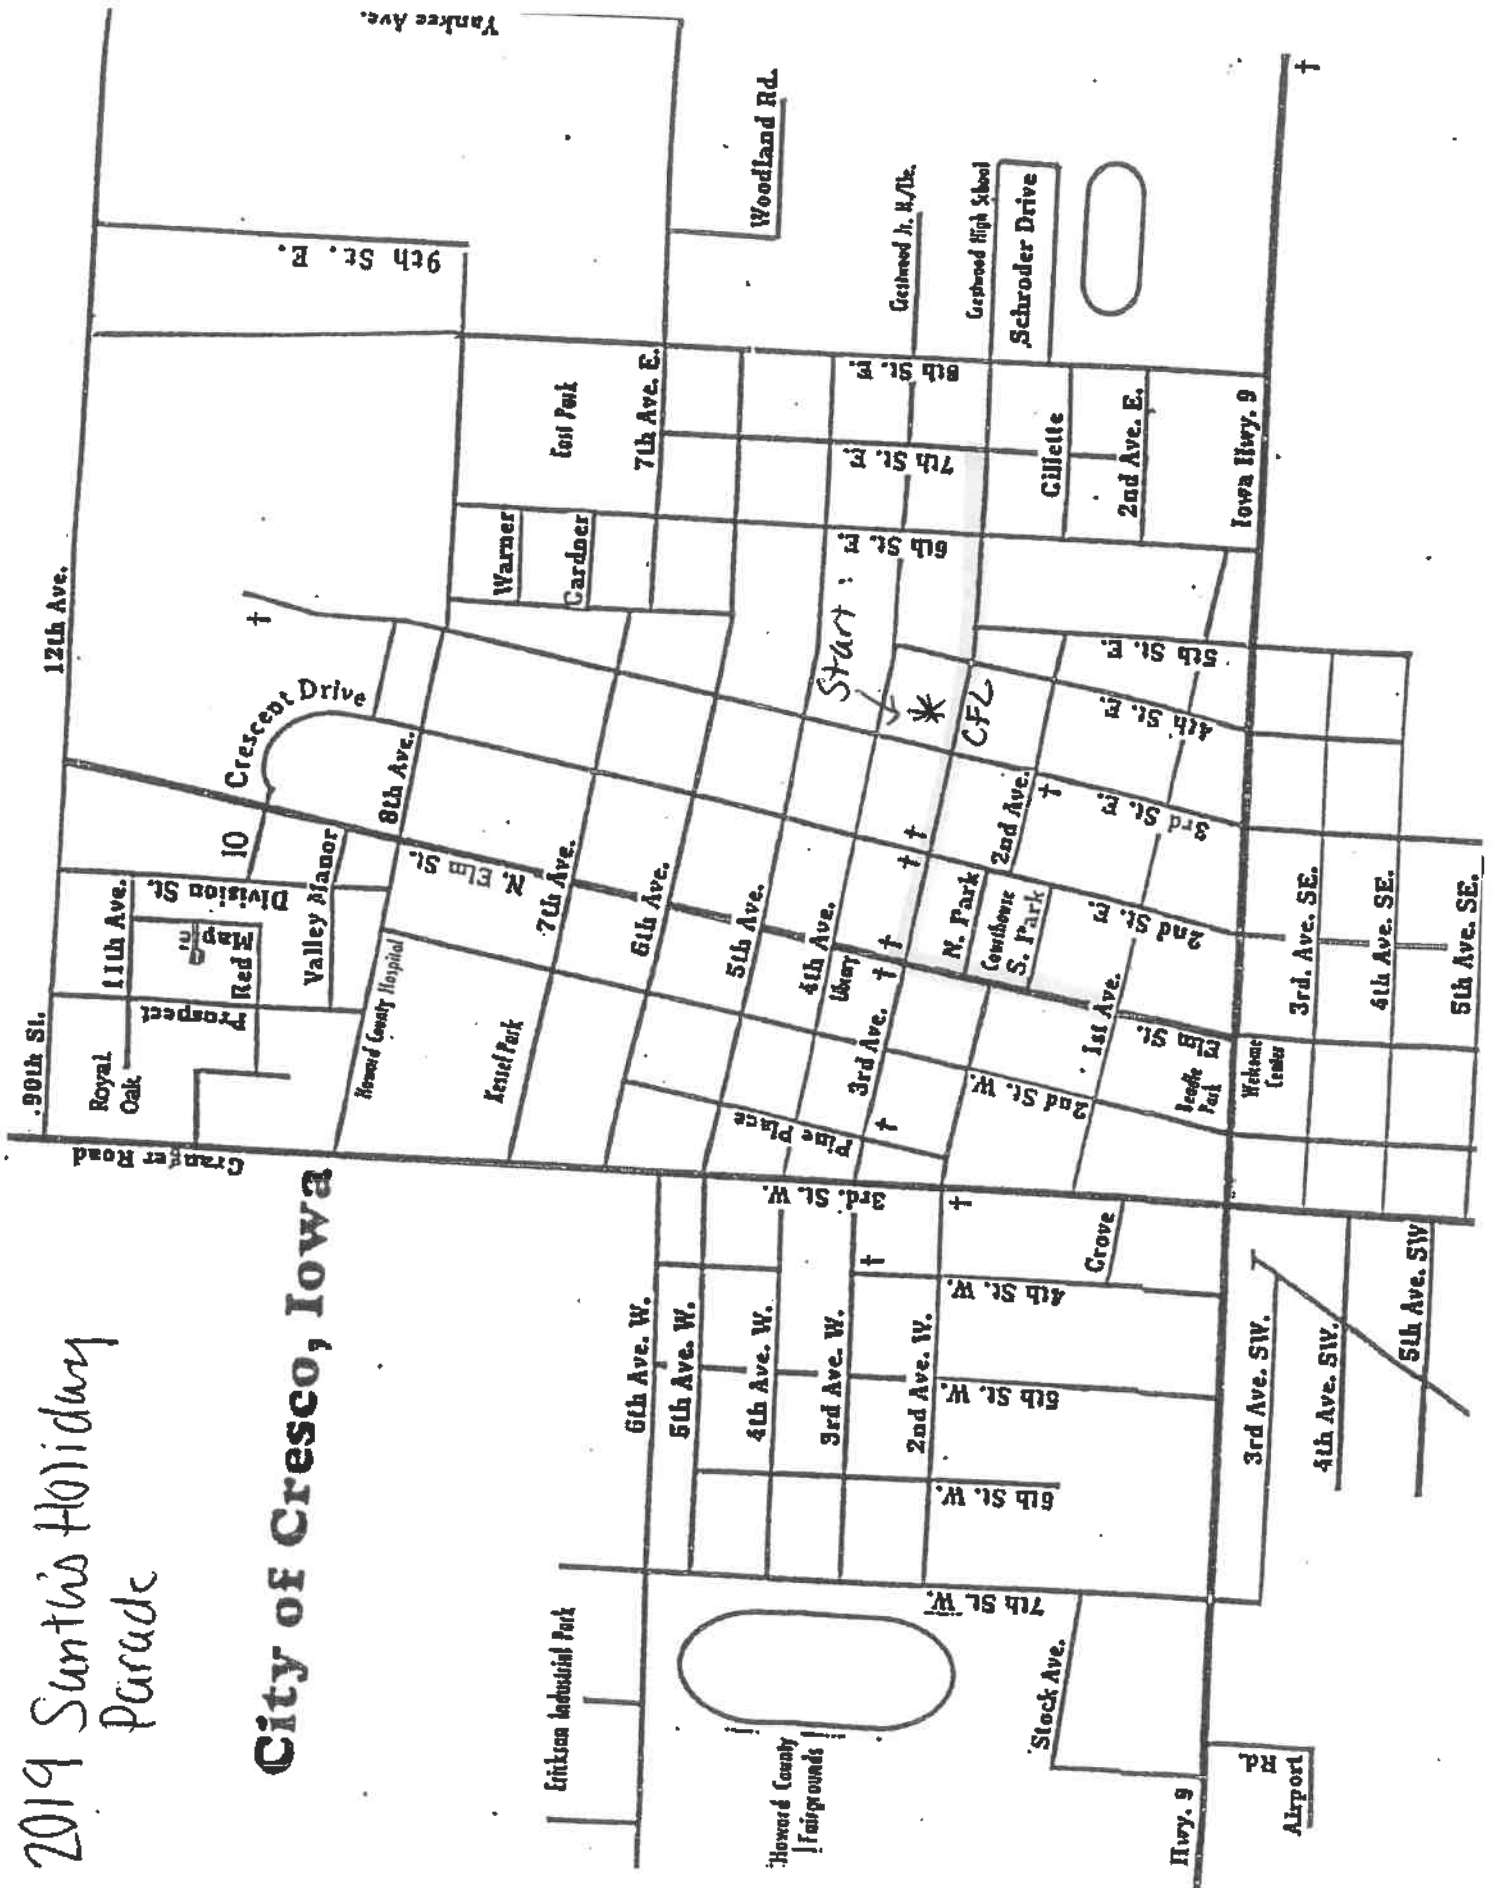 2019 Santa's Holiday
Parade
City of Cresco, Iowa
Yankee Ave.
12th Ave.
9th St. E.
Woodland Rd.
Crestwood High School
Schroder Drive
8th St. E.
East Park
7th Ave. E.
7th St. E.
Gillette
2nd Ave. E.
Iowa Hwy. 9
Warner
Gardner
6th St. E.
Start:
CFL
5th St. E.
4th St. E.
3rd St. E.
Crescent Drive
8th Ave.
10
N. Elm St.
7th Ave.
6th Ave.
5th Ave.
4th Ave.
Library
3rd Ave.
2nd Ave.
N. Park
Courthouse
S. Park
2nd St. E.
1st Ave.
Elm St.
Beadle
Park
Welcome
Center
3rd. Ave. SE.
4th Ave. SE.
5th Ave. SE.
.90th St.
11th Ave.
Division St.
Valley Manor
Red
Map
Prospect
Royal
Oak
Howard County Hospital
Kessel Park
Granger Road
Pine Place
2nd St. W.
3rd. St. W.
Grove
4th St. W.
6th Ave. W.
5th Ave. W.
4th Ave. W.
3rd Ave. W.
2nd Ave. W.
5th St. W.
6th St. W.
3rd Ave. SW.
4th Ave. SW.
5th Ave. SW
7th St. W.
Erickson Industrial Park
Howard County
Fairgrounds
Stock Ave.
Hwy. 9
Airport
Rd.